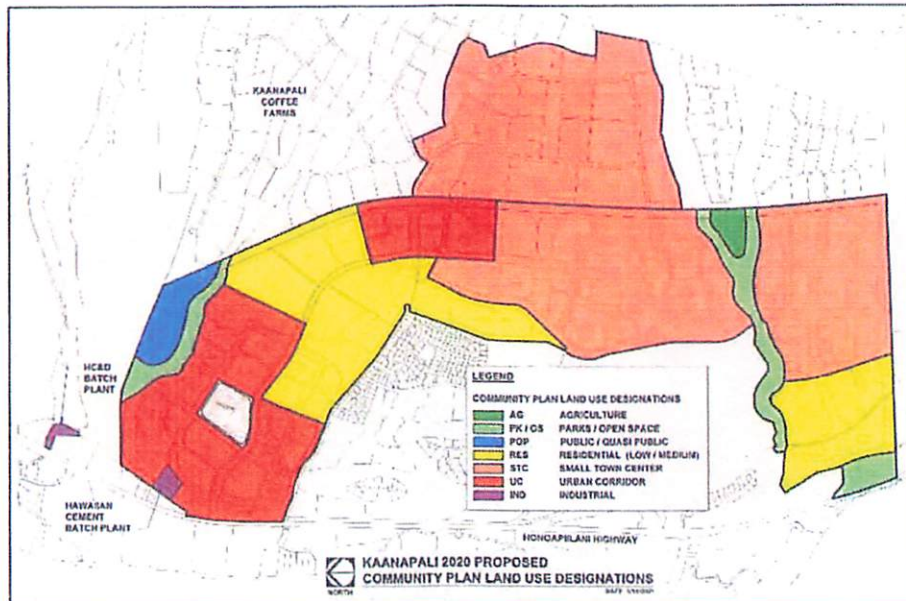 KAANAPALI
COFFEE
FARMS
HC&D
BATCH
PLANT
HAWAIIAN
CEMENT
BATCH PLANT
LEGEND
COMMUNITY PLAN LAND USE DESIGNATIONS
AG AGRICULTURE
PK / OS PARKS / OPEN SPACE
PQP PUBLIC / QUASI PUBLIC
RES RESIDENTIAL (LOW / MEDIUM)
STC SMALL TOWN CENTER
UC URBAN CORRIDOR
IND INDUSTRIAL
HONOAPIILANI HIGHWAY
NORTH
KAANAPALI 2020 PROPOSED
COMMUNITY PLAN LAND USE DESIGNATIONS